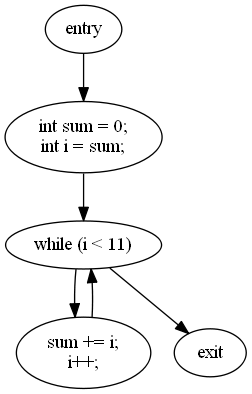 entry
int sum = 0;
int i = sum;
while (i < 11)
sum += i;
i++;
exit